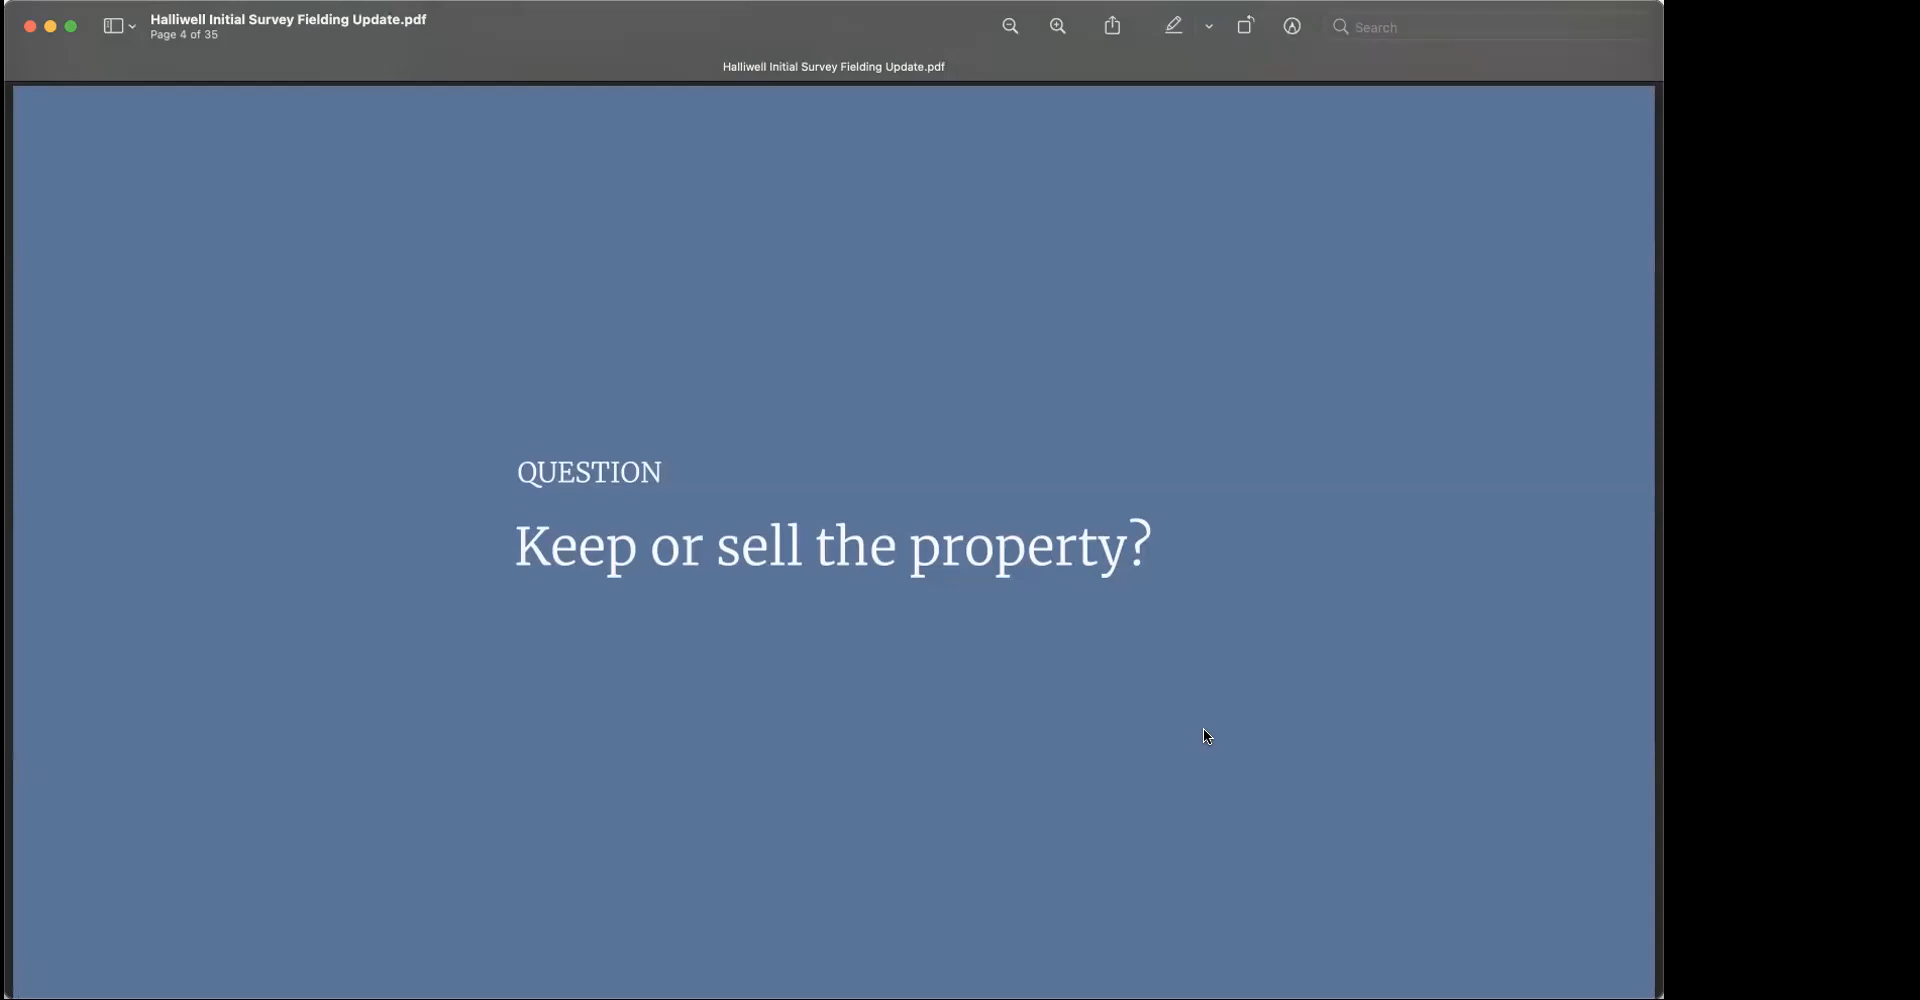 Halliwell Initial Survey Fielding Update.pdf
Page 4 of 35
Search
Halliwell Initial Survey Fielding Update.pdf
QUESTION
Keep or sell the property?